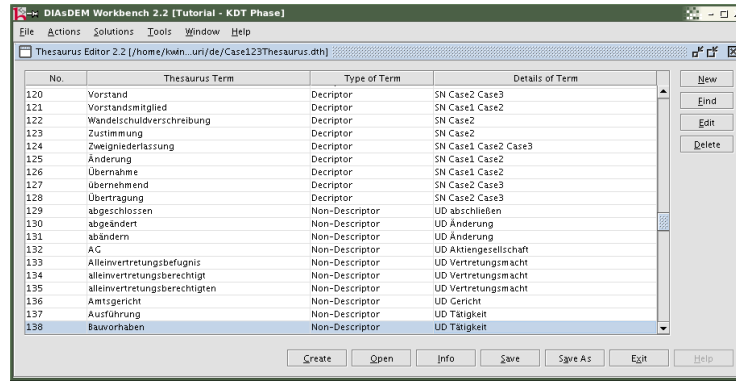 DIAsDEM Workbench 2.2 [Tutorial - KDT Phase]
File Actions Solutions Tools Window Help
Thesaurus Editor 2.2 [/home/kwin...uri/de/Case123Thesaurus.dth]
No. Thesaurus Term Type of Term Details of Term
120 Vorstand Decriptor SN Case2 Case3
121 Vorstandsmitglied Decriptor SN Case1 Case2
122 Wandelschuldverschreibung Decriptor SN Case2
123 Zustimmung Decriptor SN Case2
124 Zweigniederlassung Decriptor SN Case1 Case2 Case3
125 Änderung Decriptor SN Case1 Case2
126 Übernahme Decriptor SN Case1 Case2
127 übernehmend Decriptor SN Case2 Case3
128 Übertragung Decriptor SN Case2 Case3
129 abgeschlossen Non-Descriptor UD abschließen
130 abgeändert Non-Descriptor UD Änderung
131 abändern Non-Descriptor UD Änderung
132 AG Non-Descriptor UD Aktiengesellschaft
133 Alleinvertretungsbefugnis Non-Descriptor UD Vertretungsmacht
134 alleinvertretungsberechtigt Non-Descriptor UD Vertretungsmacht
135 alleinvertretungsberechtigten Non-Descriptor UD Vertretungsmacht
136 Amtsgericht Non-Descriptor UD Gericht
137 Ausführung Non-Descriptor UD Tätigkeit
138 Bauvorhaben Non-Descriptor UD Tätigkeit
New
Find
Edit
Delete
Create Open Info Save Save As Exit Help